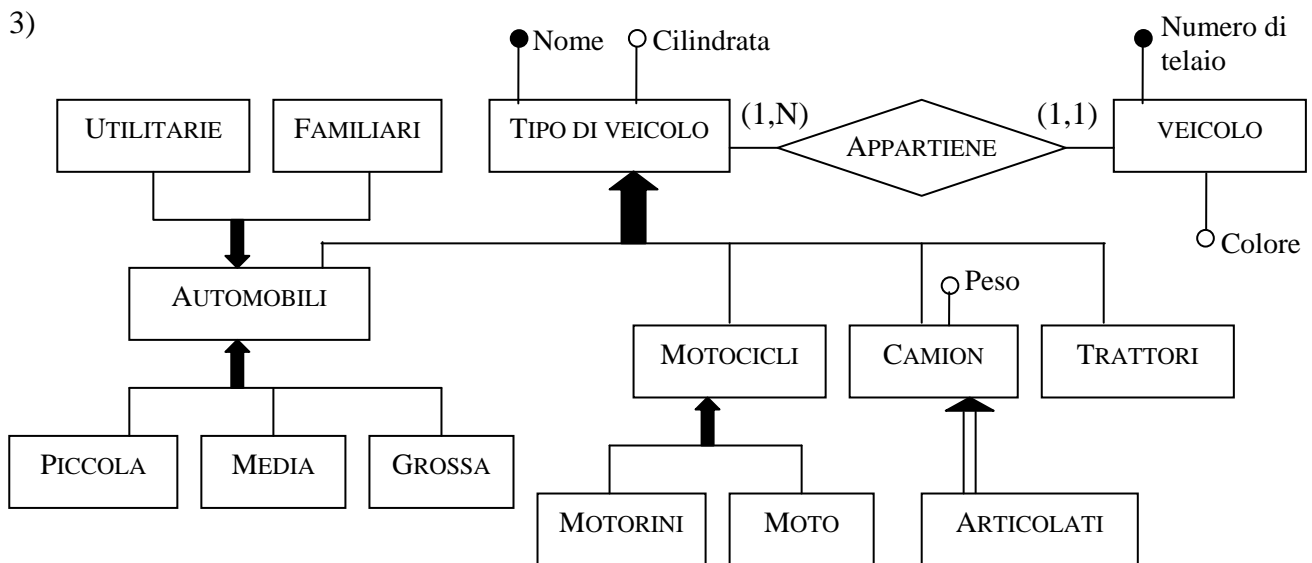 3)
Nome
Cilindrata
Numero di
telaio
UTILITARIE
FAMILIARI
TIPO DI VEICOLO
(1,N)
APPARTIENE
(1,1)
VEICOLO
Colore
AUTOMOBILI
Peso
MOTOCICLI
CAMION
TRATTORI
PICCOLA
MEDIA
GROSSA
MOTORINI
MOTO
ARTICOLATI